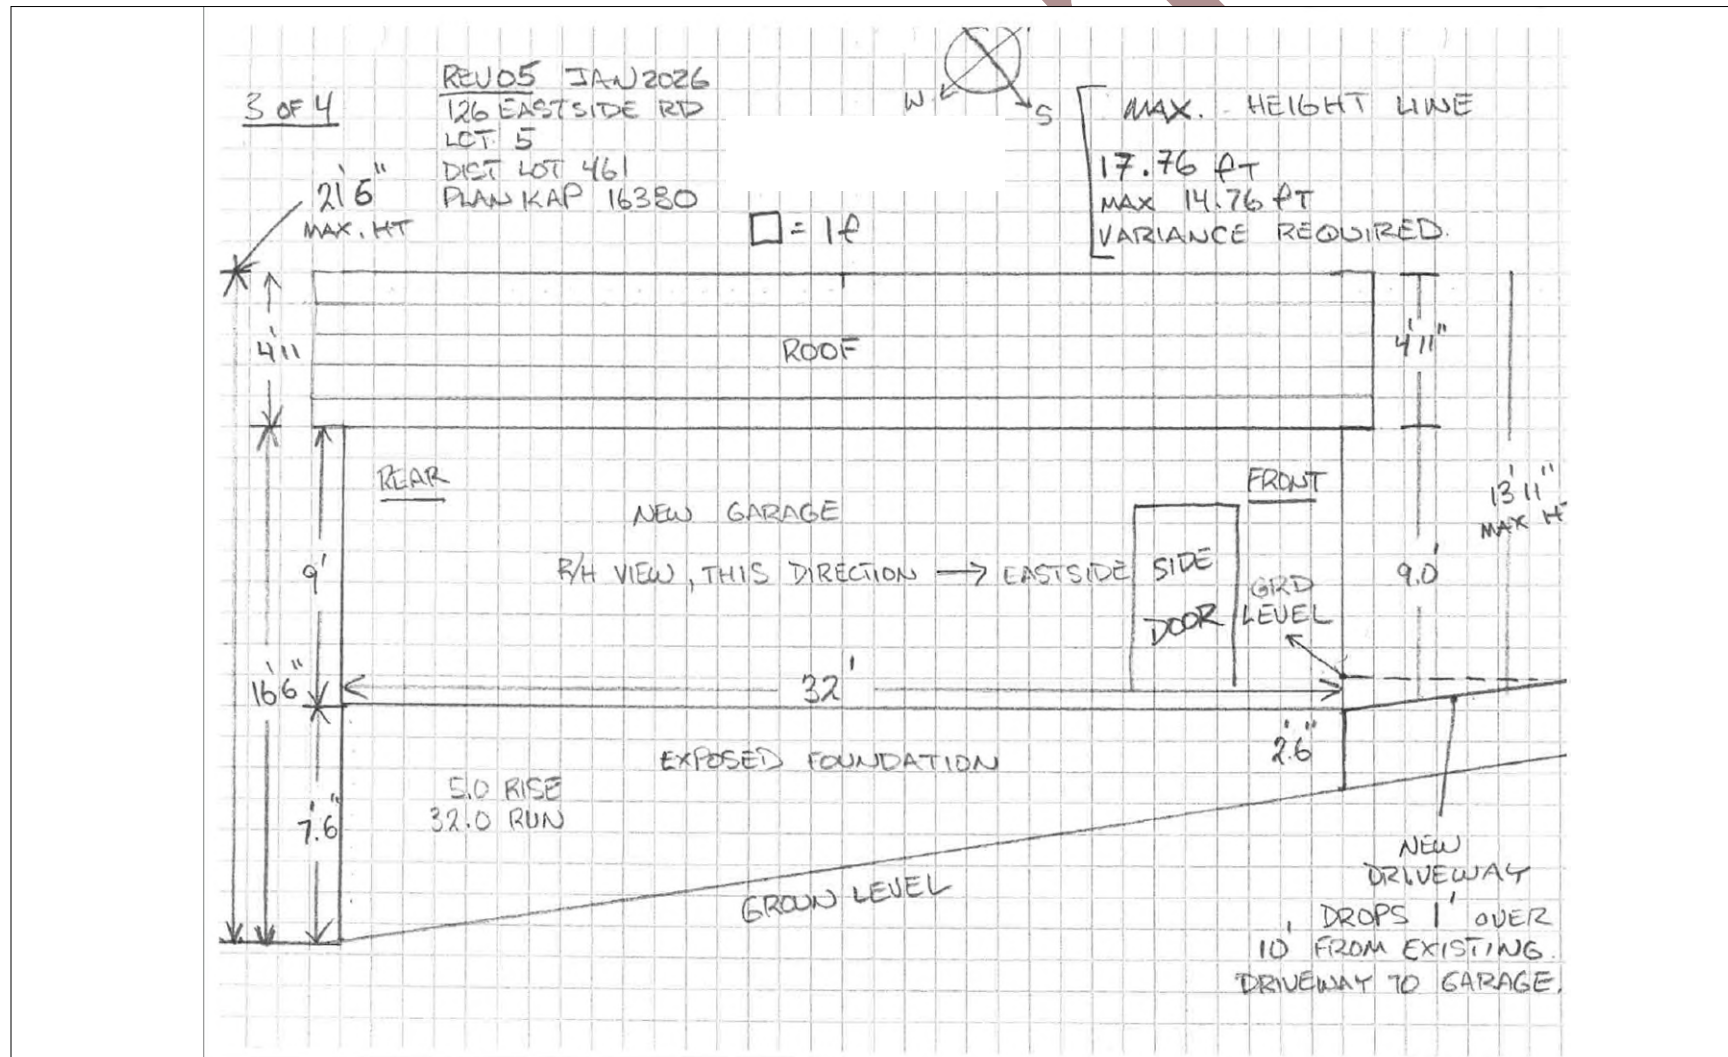 3 OF 4
REV05 JAN 2026
126 EASTSIDE RD
LOT 5
DIST LOT 461
PLAN KAP 16380
W
S
MAX. HEIGHT LINE
17.76 ft
MAX 14.76 ft
VARIANCE REQUIRED.
21'6"
MAX. HT
□ = 1f
4'11
ROOF
4'11"
REAR
FRONT
NEW GARAGE
13'11"
MAX H
R/H VIEW, THIS DIRECTION → EASTSIDE
SIDE
DOOR
9'
GRD
LEVEL
9.0'
16'6"
32'
EXPOSED FOUNDATION
2'.6"
5.0 RISE
32.0 RUN
7'.6"
GROUN LEVEL
NEW
DRIVEWAY
DROPS 1' OVER
10' FROM EXISTING.
DRIVEWAY TO GARAGE.